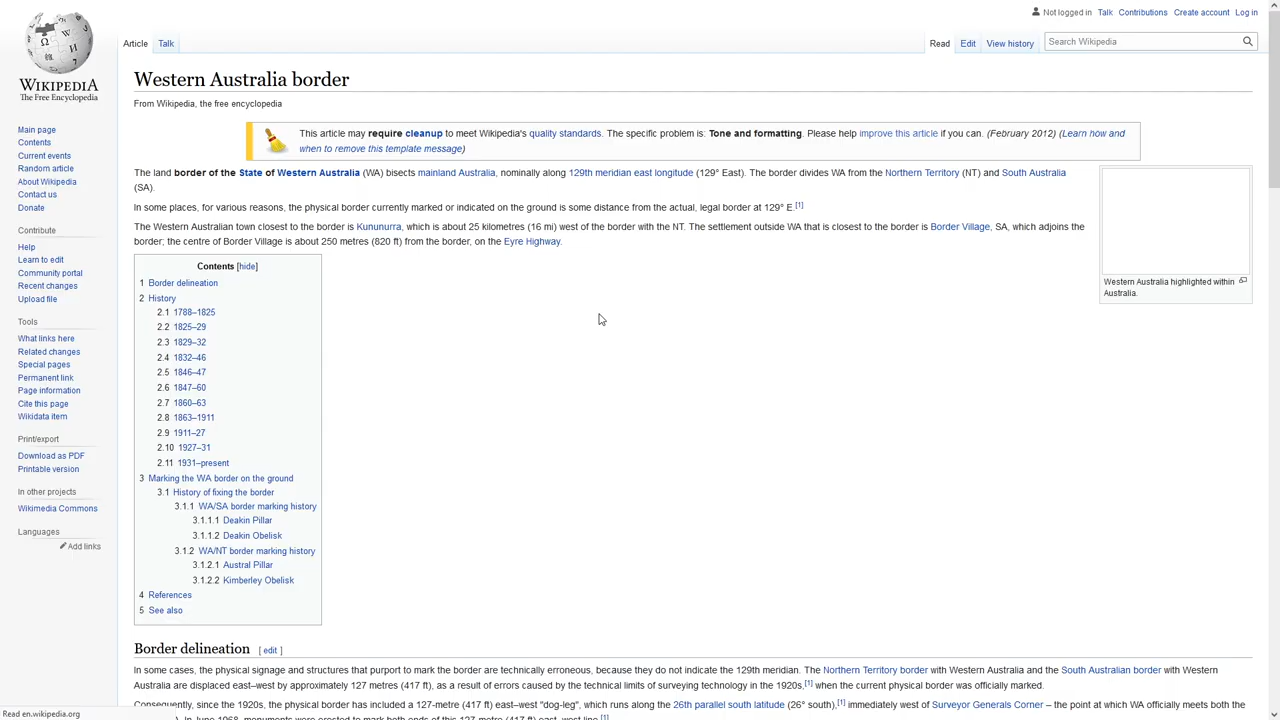 Not logged in Talk Contributions Create account Log in
Article Talk Read Edit View history Search Wikipedia
WIKIPEDIA
The Free Encyclopedia
Main page
Contents
Current events
Random article
About Wikipedia
Contact us
Donate
Contribute
Help
Learn to edit
Community portal
Recent changes
Upload file
Tools
What links here
Related changes
Special pages
Permanent link
Page information
Cite this page
Wikidata item
Print/export
Download as PDF
Printable version
In other projects
Wikimedia Commons
Languages
Add links
Western Australia border
From Wikipedia, the free encyclopedia
This article may require cleanup to meet Wikipedia's quality standards. The specific problem is: Tone and formatting. Please help improve this article if you can. (February 2012) (Learn how and
when to remove this template message)
The land border of the State of Western Australia (WA) bisects mainland Australia, nominally along 129th meridian east longitude (129° East). The border divides WA from the Northern Territory (NT) and South Australia
(SA).
In some places, for various reasons, the physical border currently marked or indicated on the ground is some distance from the actual, legal border at 129° E.[1]
The Western Australian town closest to the border is Kununurra, which is about 25 kilometres (16 mi) west of the border with the NT. The settlement outside WA that is closest to the border is Border Village, SA, which adjoins the
border; the centre of Border Village is about 250 metres (820 ft) from the border, on the Eyre Highway.
Western Australia highlighted within
Australia.
Contents [hide]
1 Border delineation
2 History
2.1 1788–1825
2.2 1825–29
2.3 1829–32
2.4 1832–46
2.5 1846–47
2.6 1847–60
2.7 1860–63
2.8 1863–1911
2.9 1911–27
2.10 1927–31
2.11 1931–present
3 Marking the WA border on the ground
3.1 History of fixing the border
3.1.1 WA/SA border marking history
3.1.1.1 Deakin Pillar
3.1.1.2 Deakin Obelisk
3.1.2 WA/NT border marking history
3.1.2.1 Austral Pillar
3.1.2.2 Kimberley Obelisk
4 References
5 See also
Border delineation [ edit ]
In some cases, the physical signage and structures that purport to mark the border are technically erroneous, because they do not indicate the 129th meridian. The Northern Territory border with Western Australia and the South Australian border with Western
Australia are displaced east–west by approximately 127 metres (417 ft), as a result of errors caused by the technical limits of surveying technology in the 1920s,[1] when the current physical border was officially marked.
Consequently, since the 1920s, the physical border has included a 127-metre (417 ft) east–west "dog-leg", which runs along the 26th parallel south latitude (26° south),[1] immediately west of Surveyor Generals Corner – the point at which WA officially meets both the
In June 1968, monuments were erected to mark both ends of this 127-metre (417 ft) east-west line.[1]
Read en.wikipedia.org